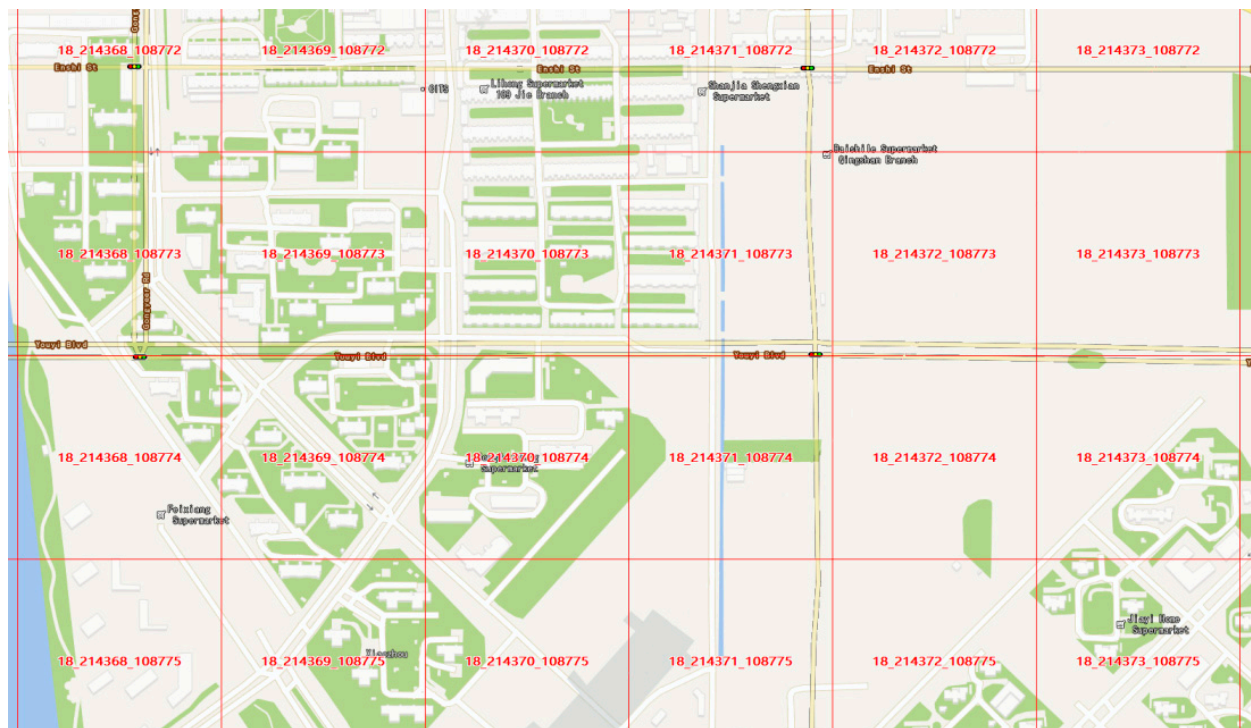 18_214368_108772
18_214369_108772
18_214370_108772
18_214371_108772
18_214372_108772
18_214373_108772
Enshi St
Enshi St
Enshi St
GITS
Lihong Supermarket
109 Jie Branch
Shanjia Shengxian
Supermarket
Baishile Supermarket
Qingshan Branch
18_214368_108773
18_214369_108773
18_214370_108773
18_214371_108773
18_214372_108773
18_214373_108773
Rd
Youyi Blvd
Youyi Blvd
Youyi Blvd
18_214368_108774
18_214369_108774
18_214370_108774
18_214371_108774
18_214372_108774
18_214373_108774
Supermarket
Feixiang
Supermarket
Jiayi Home
Supermarket
18_214368_108775
18_214369_108775
18_214370_108775
18_214371_108775
18_214372_108775
18_214373_108775